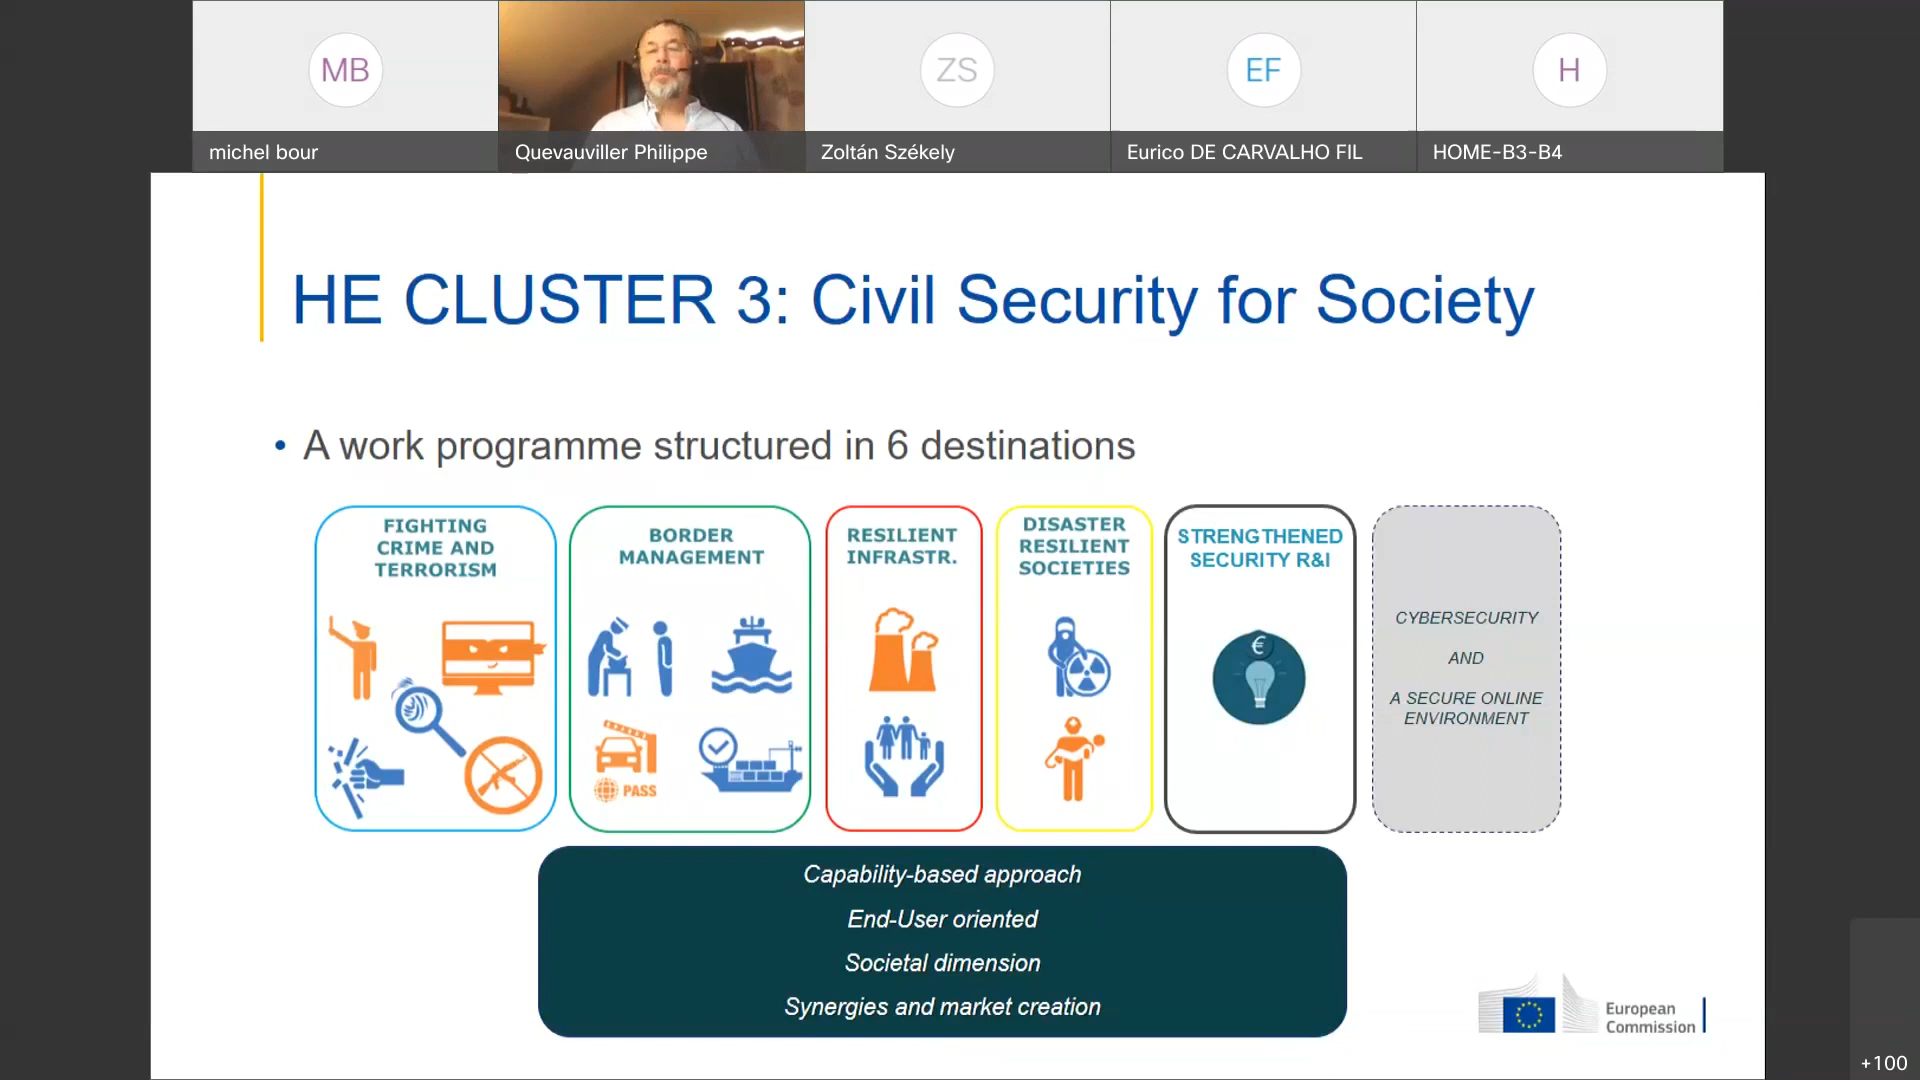 MB
ZS
EF
H
michel bour
Quevauviller Philippe
Zoltán Székely
Eurico DE CARVALHO FIL
HOME-B3-B4
HE CLUSTER 3: Civil Security for Society
• A work programme structured in 6 destinations
FIGHTING
CRIME AND
TERRORISM
BORDER
MANAGEMENT
PASS
RESILIENT
INFRASTR.
DISASTER
RESILIENT
SOCIETIES
STRENGTHENED
SECURITY R&I
€
CYBERSECURITY
AND
A SECURE ONLINE
ENVIRONMENT
Capability-based approach
End-User oriented
Societal dimension
Synergies and market creation
European
Commission
+100